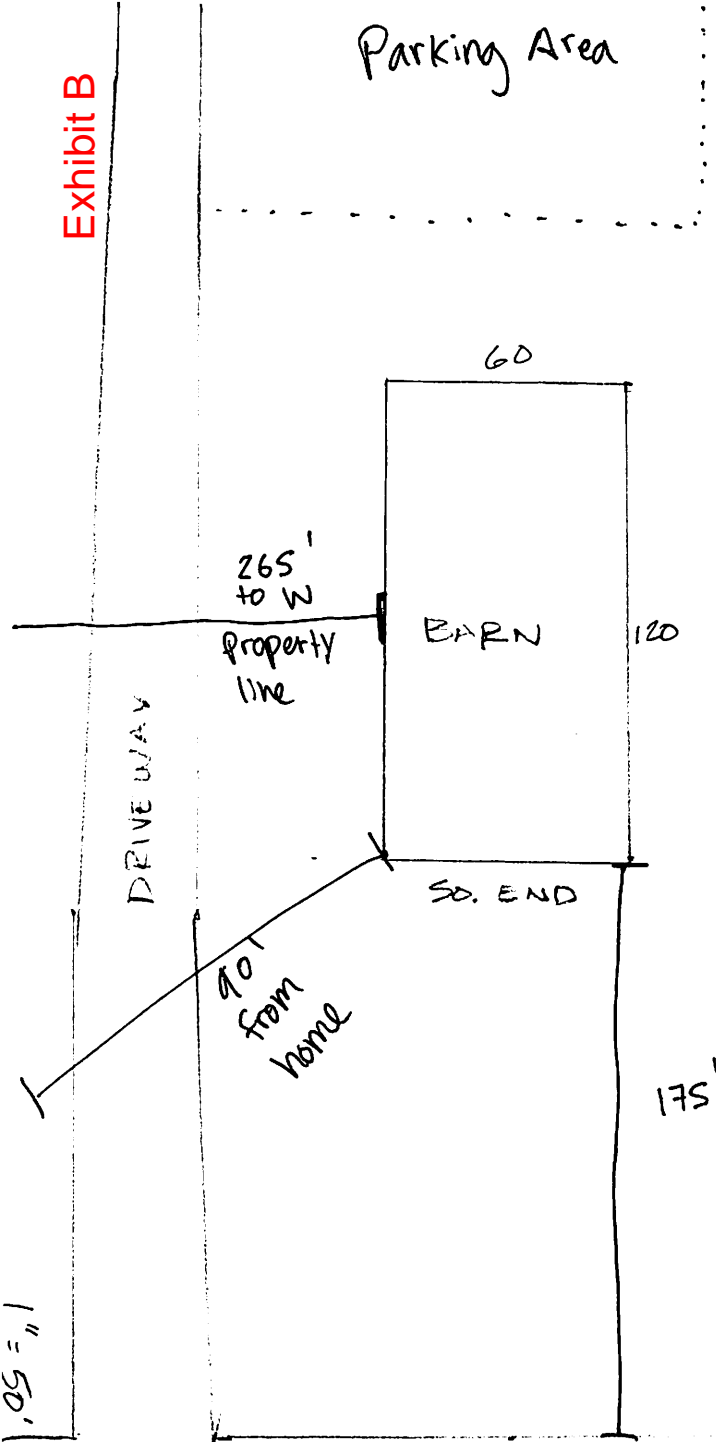 Parking Area
Exhibit B
60
265'
to W
property
line
BARN
120
DRIVEWAY
SO. END
90'
from
home
175'
1" = 50'